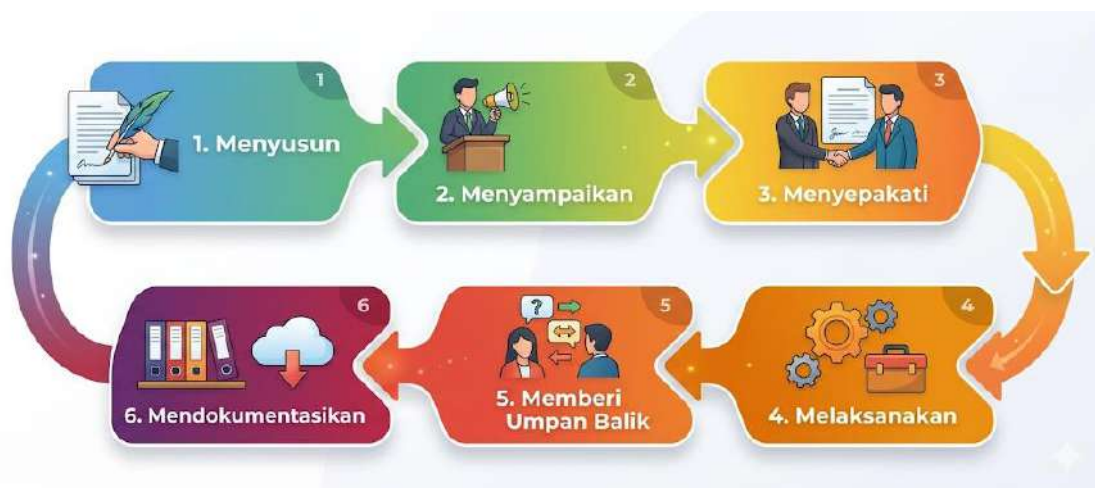 1
1. Menyusun
2
2. Menyampaikan
3
3. Menyepakati
4
4. Melaksanakan
5
?
5. Memberi
Umpan Balik
6
6. Mendokumentasikan